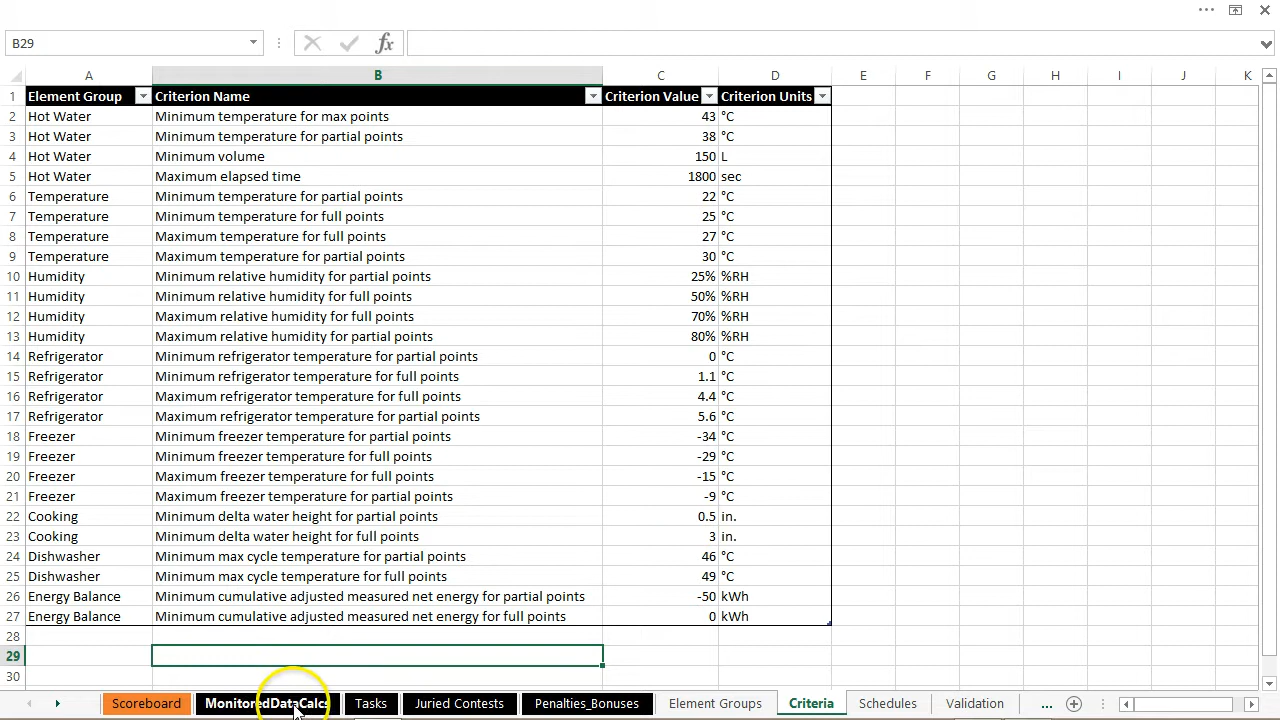 B29
fx
A B C D E F G H I J K
1 Element Group Criterion Name Criterion Value Criterion Units
2 Hot Water Minimum temperature for max points 43 °C
3 Hot Water Minimum temperature for partial points 38 °C
4 Hot Water Minimum volume 150 L
5 Hot Water Maximum elapsed time 1800 sec
6 Temperature Minimum temperature for partial points 22 °C
7 Temperature Minimum temperature for full points 25 °C
8 Temperature Maximum temperature for full points 27 °C
9 Temperature Maximum temperature for partial points 30 °C
10 Humidity Minimum relative humidity for partial points 25% %RH
11 Humidity Minimum relative humidity for full points 50% %RH
12 Humidity Maximum relative humidity for full points 70% %RH
13 Humidity Maximum relative humidity for partial points 80% %RH
14 Refrigerator Minimum refrigerator temperature for partial points 0 °C
15 Refrigerator Minimum refrigerator temperature for full points 1.1 °C
16 Refrigerator Maximum refrigerator temperature for full points 4.4 °C
17 Refrigerator Maximum refrigerator temperature for partial points 5.6 °C
18 Freezer Minimum freezer temperature for partial points -34 °C
19 Freezer Minimum freezer temperature for full points -29 °C
20 Freezer Maximum freezer temperature for full points -15 °C
21 Freezer Maximum freezer temperature for partial points -9 °C
22 Cooking Minimum delta water height for partial points 0.5 in.
23 Cooking Minimum delta water height for full points 3 in.
24 Dishwasher Minimum max cycle temperature for partial points 46 °C
25 Dishwasher Minimum max cycle temperature for full points 49 °C
26 Energy Balance Minimum cumulative adjusted measured net energy for partial points -50 kWh
27 Energy Balance Minimum cumulative adjusted measured net energy for full points 0 kWh
28
29
30
Scoreboard MonitoredDataCalcs Tasks Juried Contests Penalties_Bonuses Element Groups Criteria Schedules Validation ...